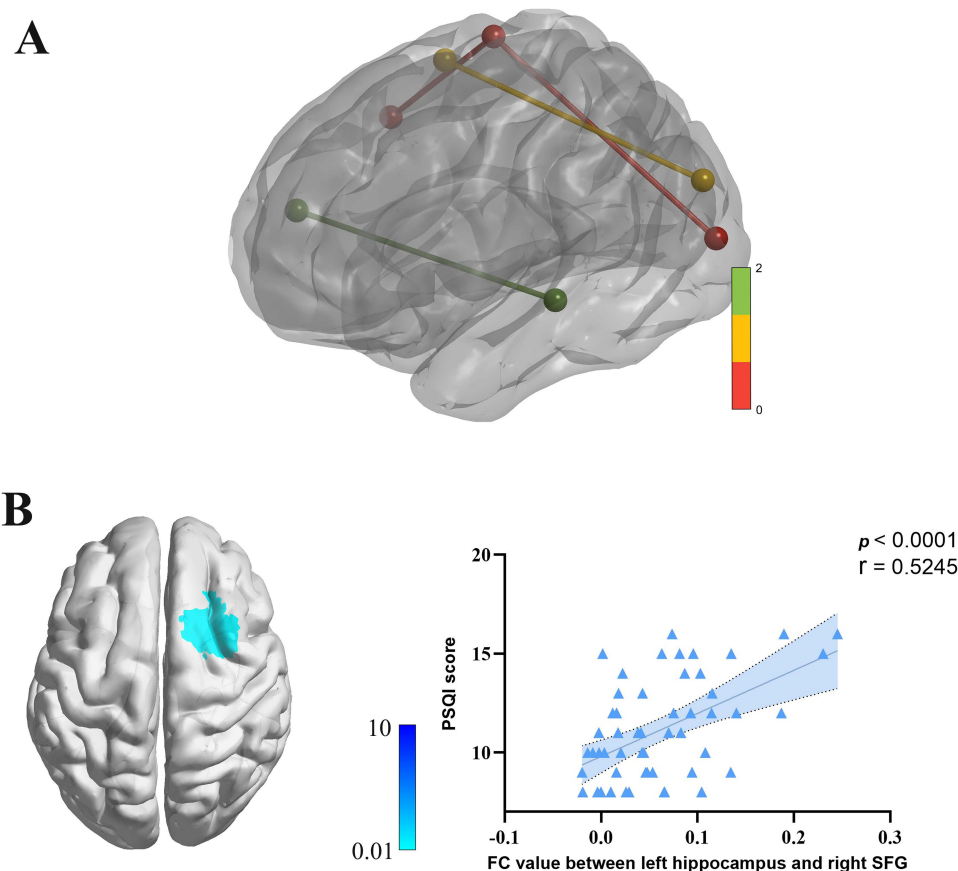 A
2
0
B
10
0.01
p < 0.0001
r = 0.5245
20
15
10
PSQI score
-0.1 0.0 0.1 0.2 0.3
FC value between left hippocampus and right SFG